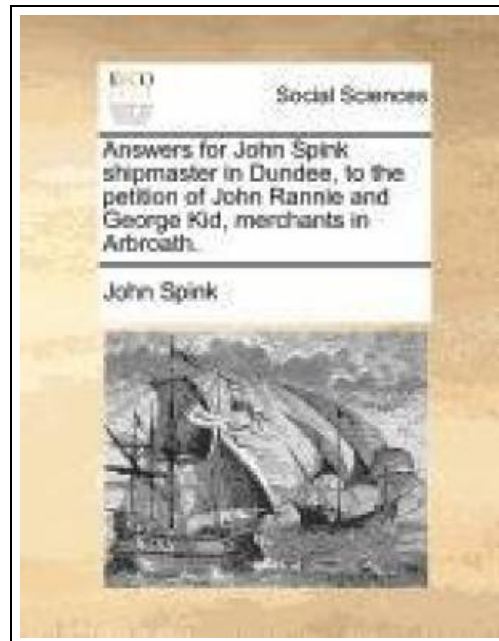 ECCO
Social Sciences
Answers for John Spink
shipmaster in Dundee, to the
petition of John Rannie and
George Kid, merchants in
Arbroath.
John Spink